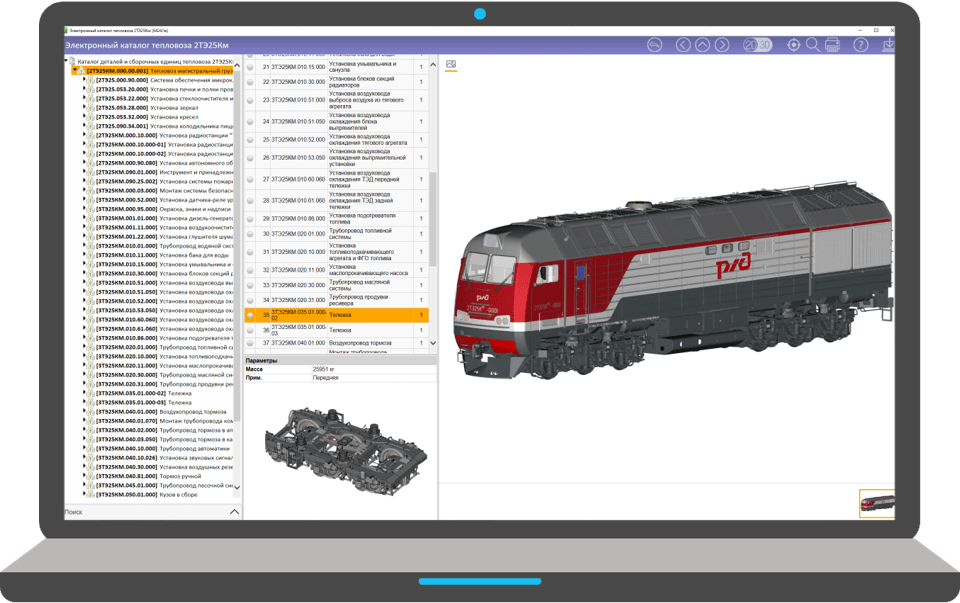 Электронный каталог тепловоза 2ТЭ25Км (64241к)
Электронный каталог тепловоза 2ТЭ25Км
2D 3D
Каталог деталей и сборочных единиц тепловоза 2ТЭ25К
[2ТЭ25КМ.000.00.001] Тепловоз магистральный груз
[2ТЭ25.000.90.000] Система обеспечения микрок
[2ТЭ25.053.20.000] Установка печки и полки пров
[2ТЭ25.053.22.000] Установка стеклоочистителя и
[2ТЭ25.053.28.000] Установка зеркал
[2ТЭ25.053.32.000] Установка кресел
[2ТЭ25.090.34.001] Установка холодильника пищ
[2ТЭ25КМ.000.10.000] Установка радиостанции "
[2ТЭ25КМ.000.10.000-01] Установка радиостанци
[2ТЭ25КМ.000.10.000-02] Установка радиостанци
[2ТЭ25КМ.000.90.080] Установка автономного об
[2ТЭ25КМ.090.01.000] Инструмент и принадлежн
[2ТЭ25КМ.090.25.002] Установка системы пожарн
[3ТЭ25КМ.000.03.000] Монтаж системы безопасн
[3ТЭ25КМ.000.52.000] Установка датчика-реле ур
[3ТЭ25КМ.000.95.000] Окраска, знаки и надписи
[3ТЭ25КМ.001.01.000] Установка дизель-генерат
[3ТЭ25КМ.001.11.000] Установка воздухоочистит
[3ТЭ25КМ.001.22.000] Установка глушителя шума
[3ТЭ25КМ.010.01.000] Трубопровод водяной сист
[3ТЭ25КМ.010.11.000] Установка бака для воды
[3ТЭ25КМ.010.15.000] Установка умывальника и
[3ТЭ25КМ.010.30.000] Установка блоков секций р
[3ТЭ25КМ.010.51.000] Установка воздуховода вы
[3ТЭ25КМ.010.51.050] Установка воздуховода ох
[3ТЭ25КМ.010.52.000] Установка воздуховода ох
[3ТЭ25КМ.010.53.050] Установка воздуховода ох
[3ТЭ25КМ.010.60.060] Установка воздуховода ох
[3ТЭ25КМ.010.61.060] Установка воздуховода ох
[3ТЭ25КМ.010.86.000] Установка подогревателя т
[3ТЭ25КМ.020.01.000] Трубопровод топливной с
[3ТЭ25КМ.020.10.000] Установка топливоподкачи
[3ТЭ25КМ.020.11.000] Установка маслопрокачива
[3ТЭ25КМ.020.30.000] Трубопровод масляной си
[3ТЭ25КМ.020.31.000] Трубопровод продувки рес
[3ТЭ25КМ.035.01.000-02] Тележка
[3ТЭ25КМ.035.01.000-03] Тележка
[3ТЭ25КМ.040.01.000] Воздухопровод тормоза
[3ТЭ25КМ.040.01.070] Монтаж трубопровода ком
[3ТЭ25КМ.040.02.000] Трубопровод тормоза в ап
[3ТЭ25КМ.040.03.050] Трубопровод тормоза в ка
[3ТЭ25КМ.040.10.000] Трубопровод автоматики
[3ТЭ25КМ.040.10.026] Установка звуковых сигнал
[3ТЭ25КМ.040.30.000] Установка воздушных резе
[3ТЭ25КМ.040.81.000] Тормоз ручной
[3ТЭ25КМ.045.01.000] Трубопровод песочной сис
[3ТЭ25КМ.050.01.000] Кузов в сборе
Поиск
21 3ТЭ25КМ.010.15.000 Установка умывальника и 1
санузла
22 3ТЭ25КМ.010.30.000 Установка блоков секций 1
радиаторов
23 3ТЭ25КМ.010.51.000 Установка воздуховода 1
выброса воздуха из тягового
агрегата
24 3ТЭ25КМ.010.51.050 Установка воздуховода 1
охлаждения блока
выпрямителей
25 3ТЭ25КМ.010.52.000 Установка воздуховода 1
охлаждения тягового агрегата
26 3ТЭ25КМ.010.53.050 Установка воздуховода 1
охлаждения выпрямительной
установки
27 3ТЭ25КМ.010.60.060 Установка воздуховода 1
охлаждения ТЭД передней
тележки
28 3ТЭ25КМ.010.61.060 Установка воздуховода 1
охлаждения ТЭД задней
тележки
29 3ТЭ25КМ.010.86.000 Установка подогревателя 1
топлива
30 3ТЭ25КМ.020.01.000 Трубопровод топливной 1
системы
31 3ТЭ25КМ.020.10.000 Установка 1
топливоподкачивающего
агрегата и ФГО топлива
32 3ТЭ25КМ.020.11.000 Установка 1
маслопрокачивающего насоса
33 3ТЭ25КМ.020.30.000 Трубопровод масляной 1
системы
34 3ТЭ25КМ.020.31.000 Трубопровод продувки 1
ресивера
35 3ТЭ25КМ.035.01.000-02 Тележка 1
36 3ТЭ25КМ.035.01.000-03 Тележка 1
37 3ТЭ25КМ.040.01.000 Воздухопровод тормоза 1
Монтаж трубопровода
Параметры
Масса 25951 кг
Прим. Передняя
ржд
ржд